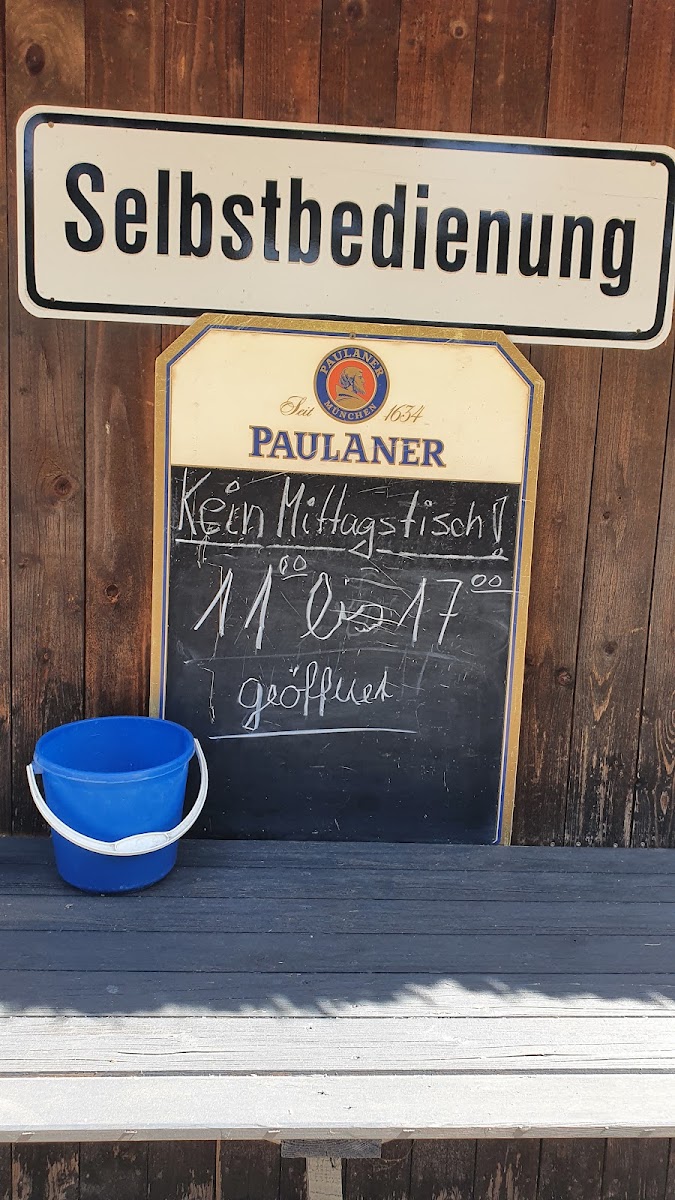 Selbstbedienung
PAULANER
MÜNCHEN
Seit 1634
PAULANER
Kein Mittagstisch!
11⁰⁰ bis 17⁰⁰
geöffnet